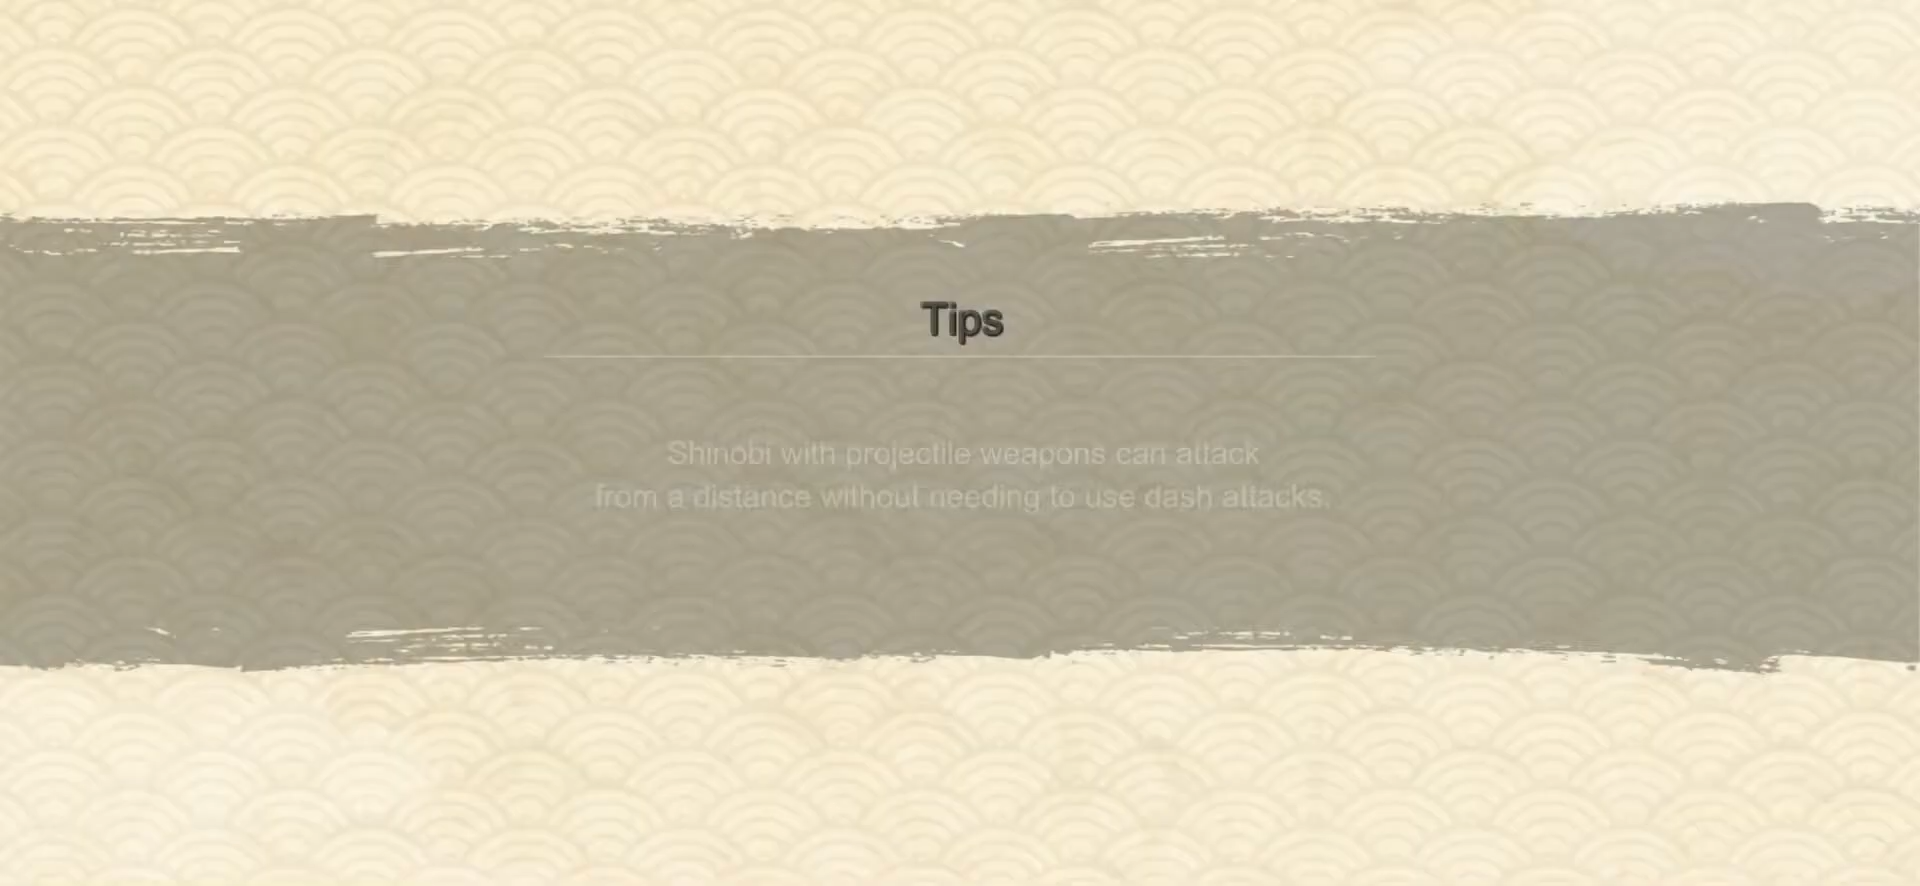 Tips
Shinobi with projectile weapons can attack
from a distance without needing to use dash attacks.